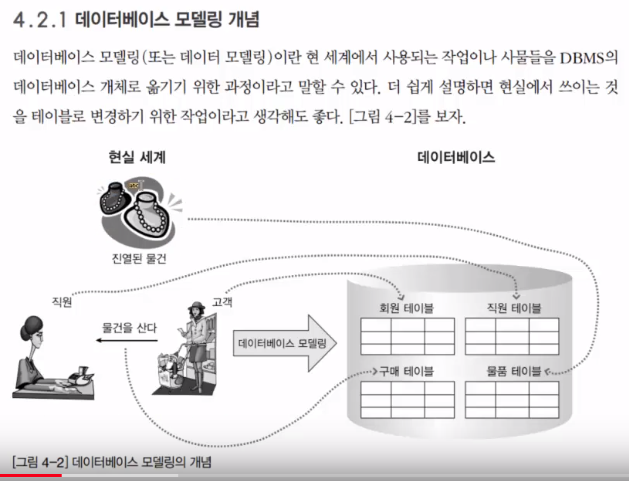 4.2.1 데이터베이스 모델링 개념
데이터베이스 모델링(또는 데이터 모델링)이란 현 세계에서 사용되는 작업이나 사물들을 DBMS의
데이터베이스 개체로 옮기기 위한 과정이라고 말할 수 있다. 더 쉽게 설명하면 현실에서 쓰이는 것
을 테이블로 변경하기 위한 작업이라고 생각해도 좋다. [그림 4-2]를 보자.
현실 세계
데이터베이스
진열된 물건
직원
고객
물건을 산다
데이터베이스 모델링
회원 테이블
직원 테이블
구매 테이블
물품 테이블
[그림 4-2] 데이터베이스 모델링의 개념